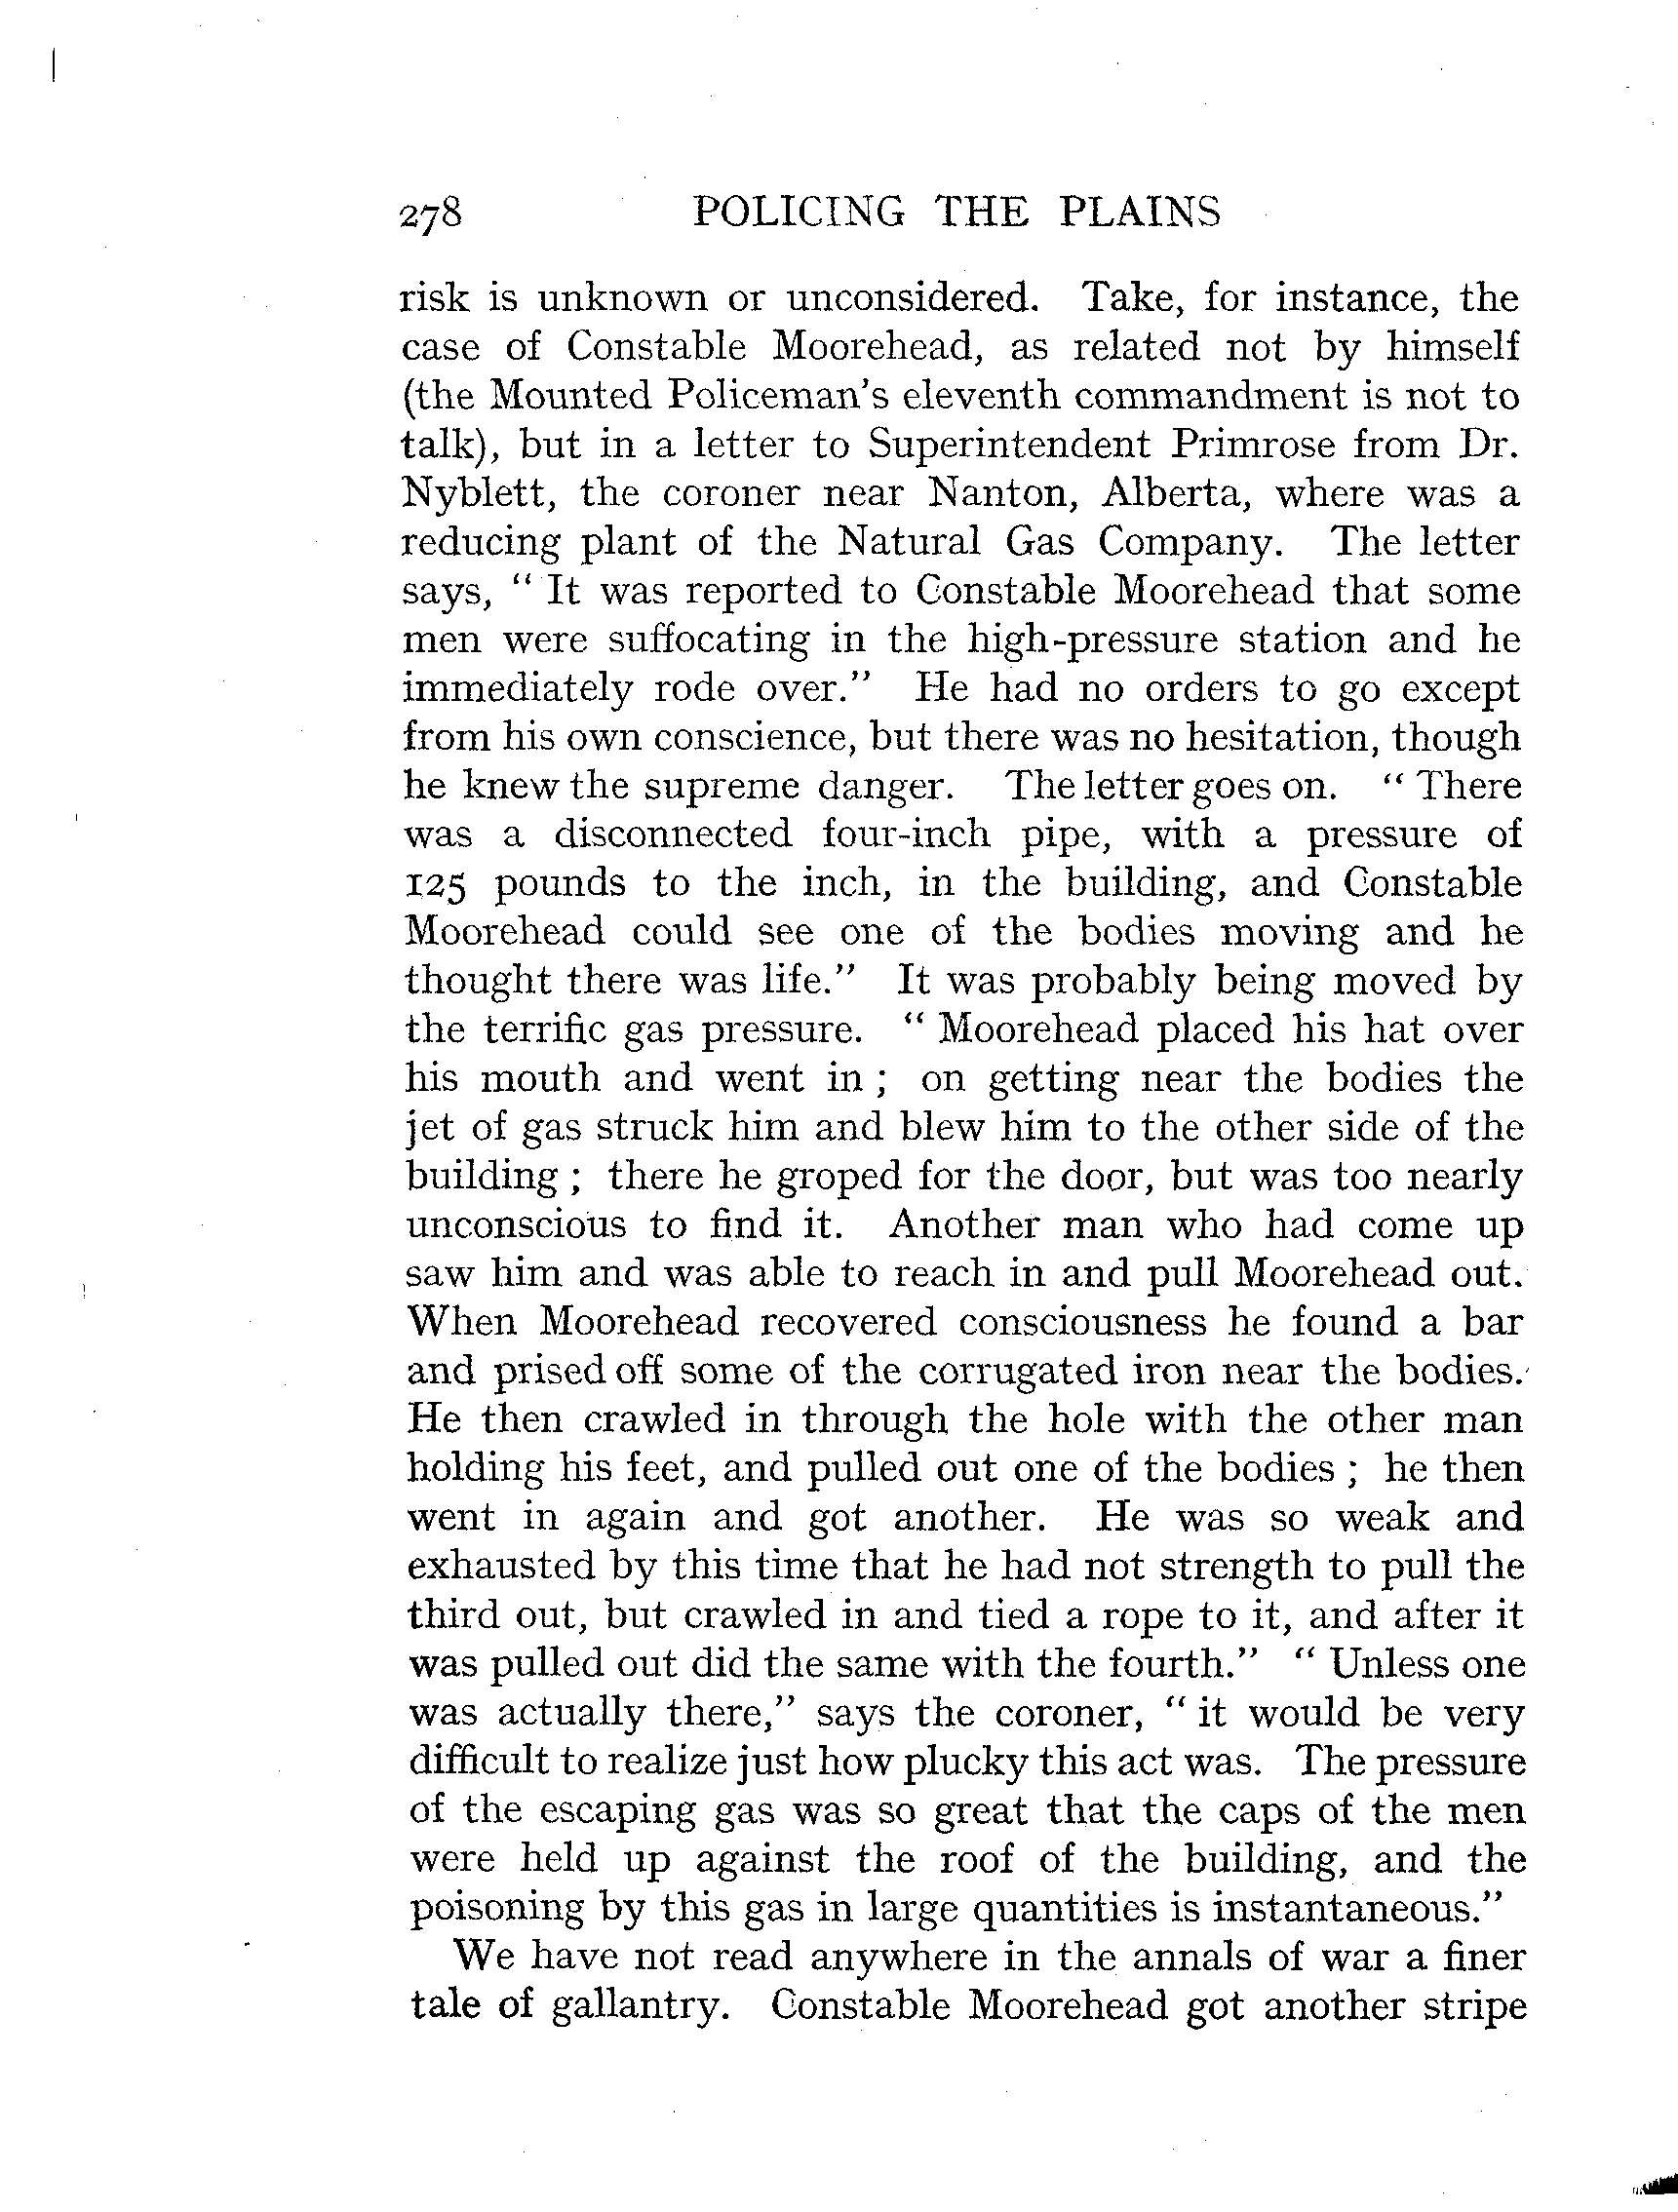 278 POLICING THE PLAINS
risk is unknown or unconsidered. Take, for instance, the
case of Constable Moorehead, as related not by himself
(the Mounted Policeman's eleventh commandment is not to
talk), but in a letter to Superintendent Primrose from Dr.
Nyblett, the coroner near Nanton, Alberta, where was a
reducing plant of the Natural Gas Company. The letter
says, " It was reported to Constable Moorehead that some
men were suffocating in the high-pressure station and he
immediately rode over." He had no orders to go except
from his own conscience, but there was no hesitation, though
he knew the supreme danger. The letter goes on. " There
was a disconnected four-inch pipe, with a pressure of
125 pounds to the inch, in the building, and Constable
Moorehead could see one of the bodies moving and he
thought there was life." It was probably being moved by
the terrific gas pressure. " Moorehead placed his hat over
his mouth and went in ; on getting near the bodies the
jet of gas struck him and blew him to the other side of the
building ; there he groped for the door, but was too nearly
unconscious to find it. Another man who had come up
saw him and was able to reach in and pull Moorehead out.
When Moorehead recovered consciousness he found a bar
and prised off some of the corrugated iron near the bodies.
He then crawled in through the hole with the other man
holding his feet, and pulled out one of the bodies ; he then
went in again and got another. He was so weak and
exhausted by this time that he had not strength to pull the
third out, but crawled in and tied a rope to it, and after it
was pulled out did the same with the fourth." " Unless one
was actually there," says the coroner, " it would be very
difficult to realize just how plucky this act was. The pressure
of the escaping gas was so great that the caps of the men
were held up against the roof of the building, and the
poisoning by this gas in large quantities is instantaneous."
We have not read anywhere in the annals of war a finer
tale of gallantry. Constable Moorehead got another stripe